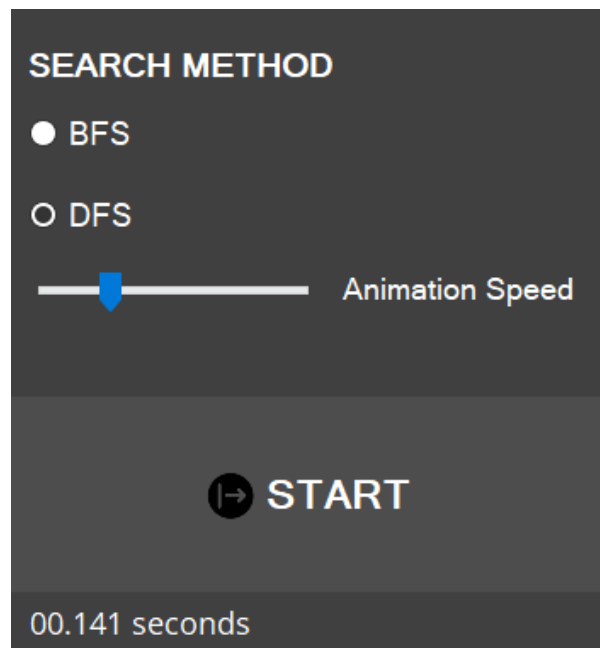 SEARCH METHOD
BFS
DFS
Animation Speed
START
00.141 seconds